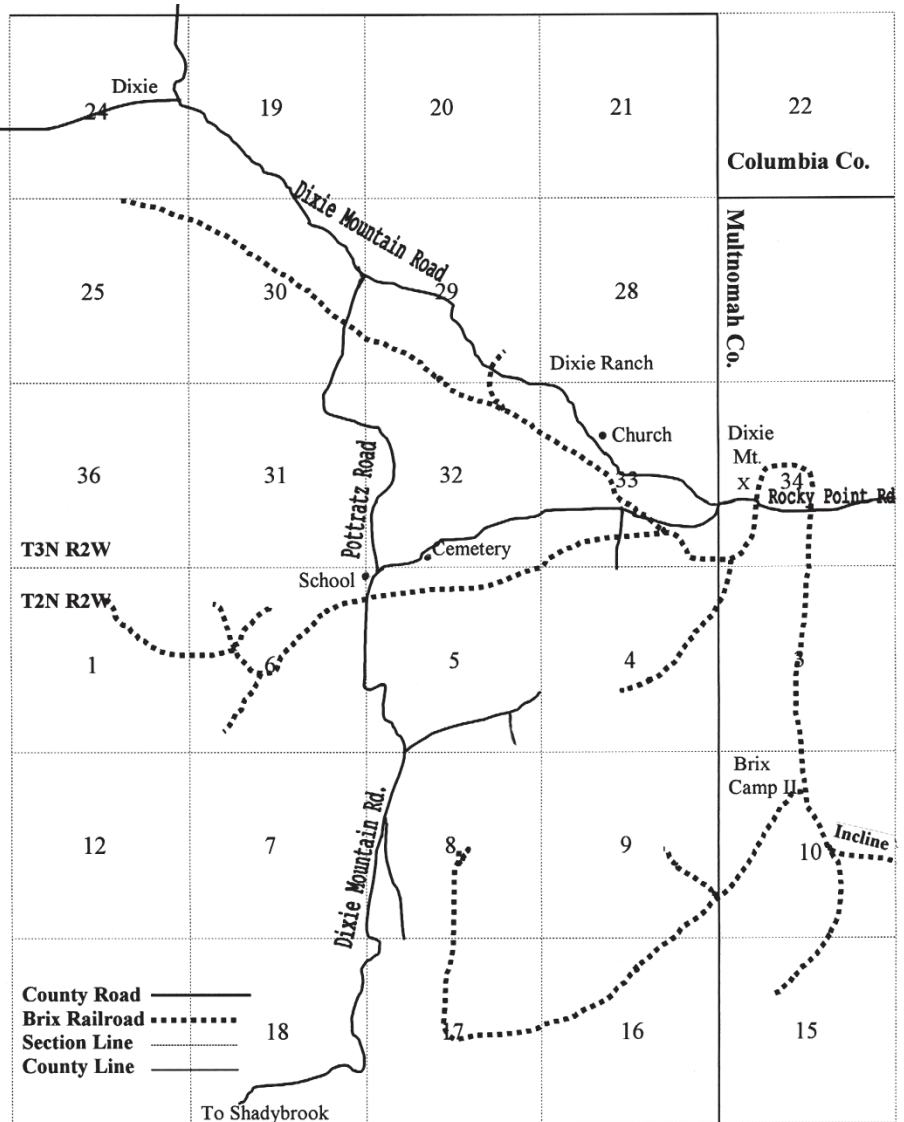 Dixie
24
19
20
21
22
Columbia Co.
Dixie Mountain Road
Multnomah Co.
25
30
29
28
Dixie Ranch
Church
Dixie
Mt.
X
36
31
Pottratz Road
32
33
34
Rocky Point Rd
T3N R2W
Cemetery
School
T2N R2W
1
6
5
4
3
Brix
Camp II
12
7
Dixie Mountain Rd.
8
9
10
Incline
County Road
Brix Railroad
Section Line
County Line
18
17
16
15
To Shadybrook